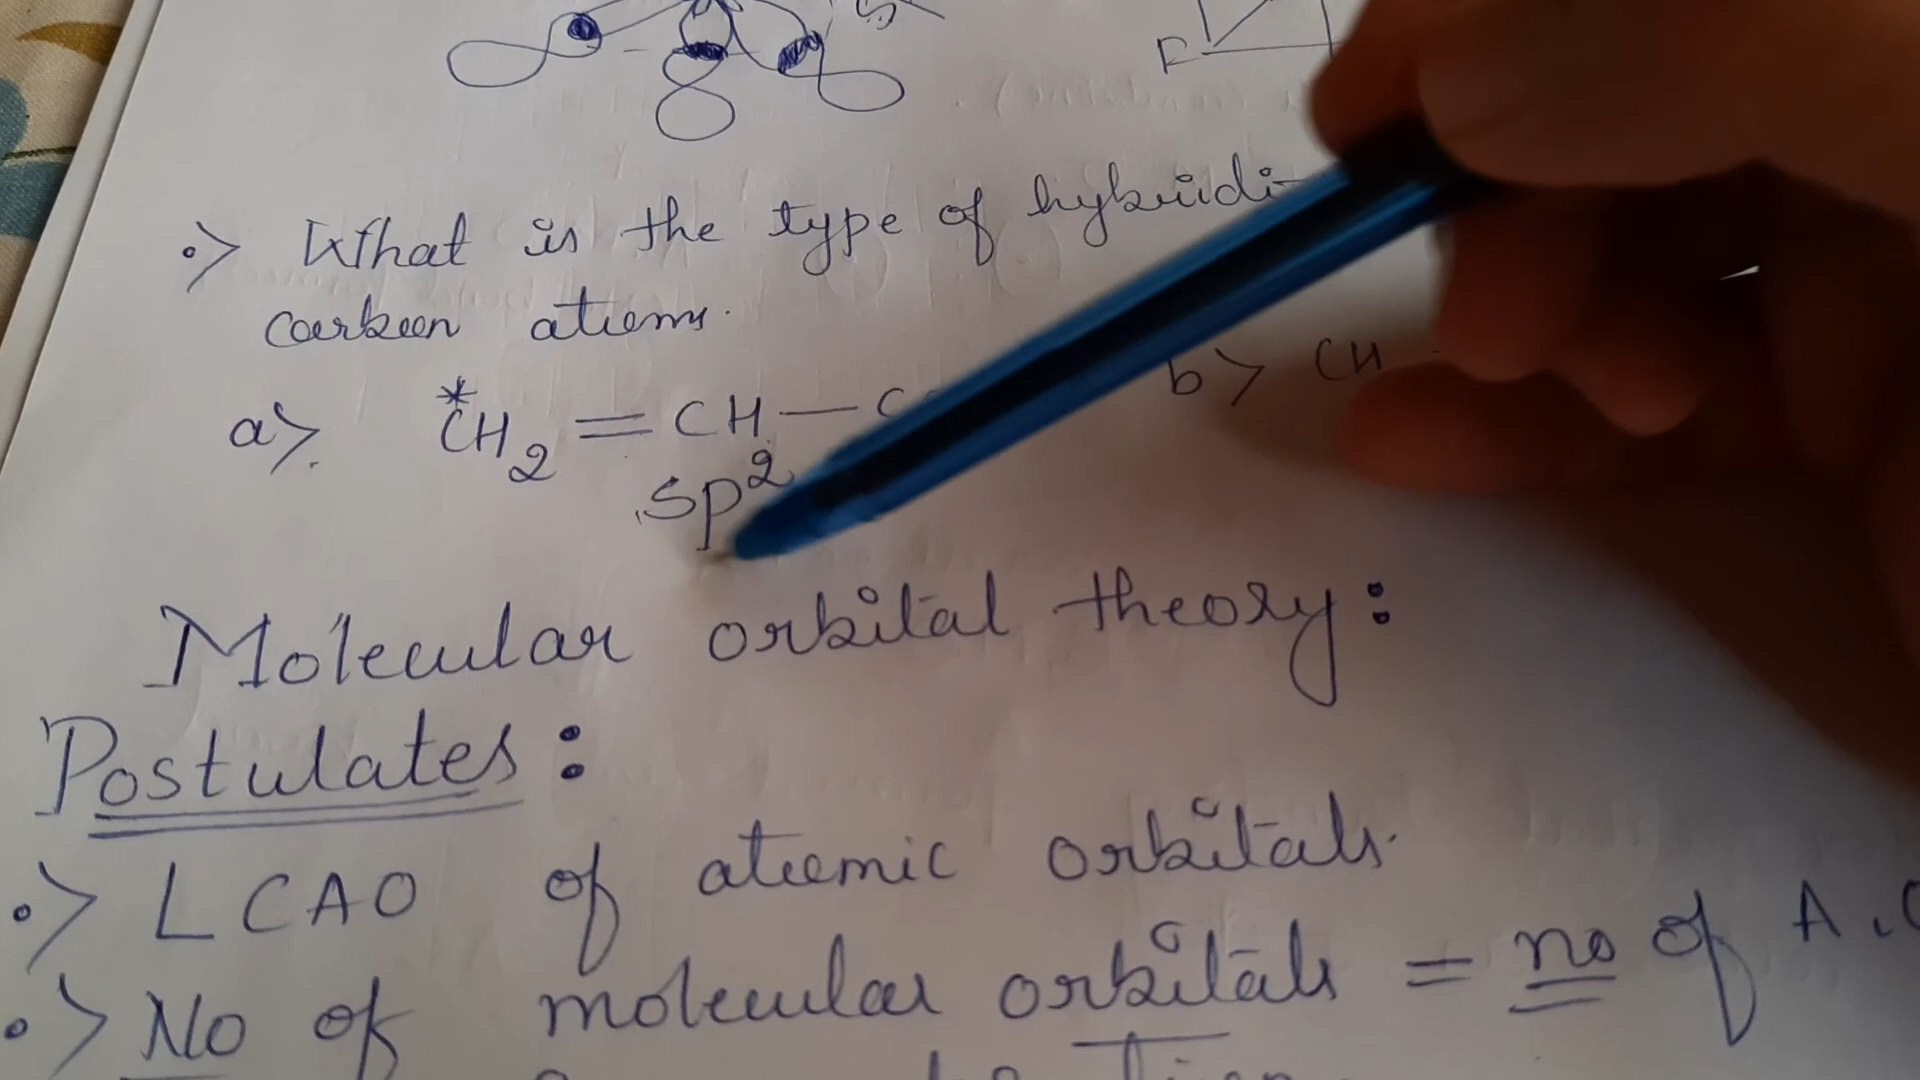 S
F
•> What is the type of hybridi-
carbon atoms.
a>. *CH2 = CH — C b> CH
sp2
Molecular orbital theory:
Postulates:
•> LCAO of atomic orbitals.
•> No of molecular orbitals = no of A.O